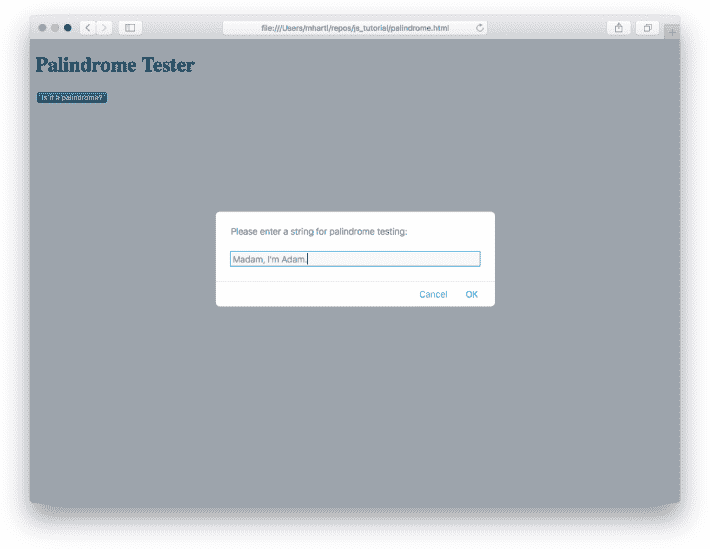 file:///Users/mhartl/repos/js_tutorial/palindrome.html
Palindrome Tester
Is it a palindrome?
Please enter a string for palindrome testing:
Madam, I'm Adam.
Cancel OK